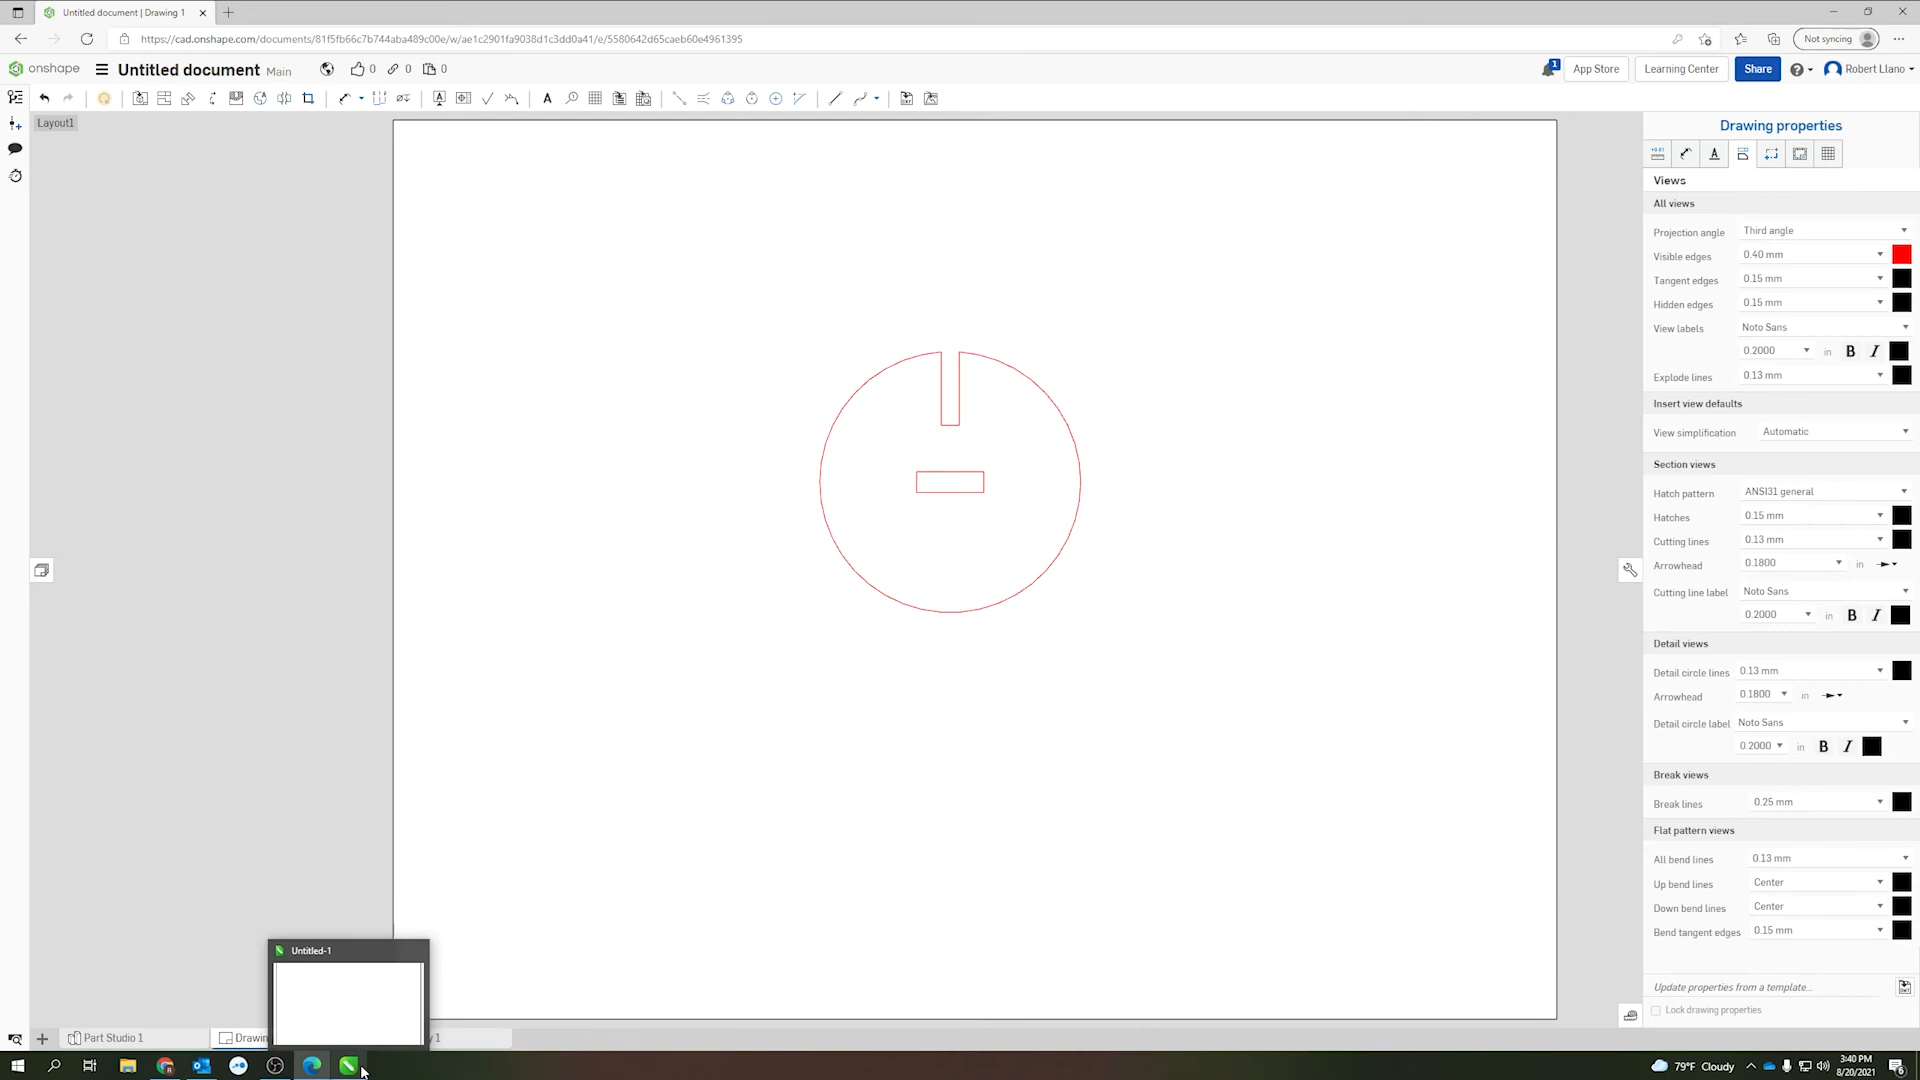 Untitled document | Drawing 1
https://cad.onshape.com/documents/81f5fb66c7b744aba489c00e/w/ae1c2901fa9038d1c3dd0a41/e/5580642d65caeb60e4961395
Not syncing
onshape
Untitled document Main
0
0
0
1
App Store
Learning Center
Share
Robert Llano
Layout1
Drawing properties
Views
All views
Projection angle Third angle
Visible edges 0.40 mm
Tangent edges 0.15 mm
Hidden edges 0.15 mm
View labels Noto Sans
0.2000 in B I
Explode lines 0.13 mm
Insert view defaults
View simplification Automatic
Section views
Hatch pattern ANSI31 general
Hatches 0.15 mm
Cutting lines 0.13 mm
Arrowhead 0.1800 in
Cutting line label Noto Sans
0.2000 in B I
Detail views
Detail circle lines 0.13 mm
Arrowhead 0.1800 in
Detail circle label Noto Sans
0.2000 in B I
Break views
Break lines 0.25 mm
Flat pattern views
All bend lines 0.13 mm
Up bend lines Center
Down bend lines Center
Bend tangent edges 0.15 mm
Update properties from a template...
Lock drawing properties
Untitled-1
Part Studio 1
Drawin
y 1
79°F Cloudy
3:40 PM
8/20/2021
6